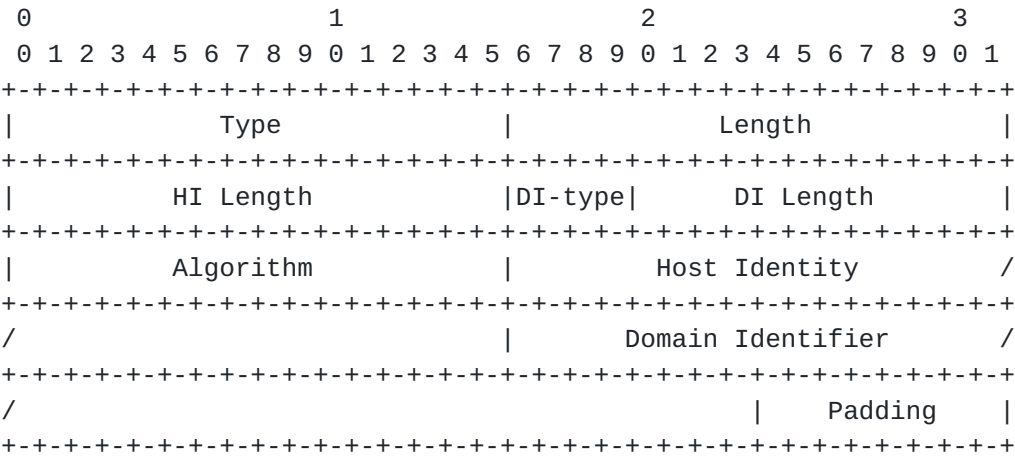 0                   1                   2                   3
 0 1 2 3 4 5 6 7 8 9 0 1 2 3 4 5 6 7 8 9 0 1 2 3 4 5 6 7 8 9 0 1
+-+-+-+-+-+-+-+-+-+-+-+-+-+-+-+-+-+-+-+-+-+-+-+-+-+-+-+-+-+-+-+-+
|             Type              |             Length            |
+-+-+-+-+-+-+-+-+-+-+-+-+-+-+-+-+-+-+-+-+-+-+-+-+-+-+-+-+-+-+-+-+
|          HI Length            |DI-type|      DI Length        |
+-+-+-+-+-+-+-+-+-+-+-+-+-+-+-+-+-+-+-+-+-+-+-+-+-+-+-+-+-+-+-+-+
|          Algorithm            |         Host Identity         /
+-+-+-+-+-+-+-+-+-+-+-+-+-+-+-+-+-+-+-+-+-+-+-+-+-+-+-+-+-+-+-+-+
/                               |       Domain Identifier       /
+-+-+-+-+-+-+-+-+-+-+-+-+-+-+-+-+-+-+-+-+-+-+-+-+-+-+-+-+-+-+-+-+
/                                               |    Padding    |
+-+-+-+-+-+-+-+-+-+-+-+-+-+-+-+-+-+-+-+-+-+-+-+-+-+-+-+-+-+-+-+-+